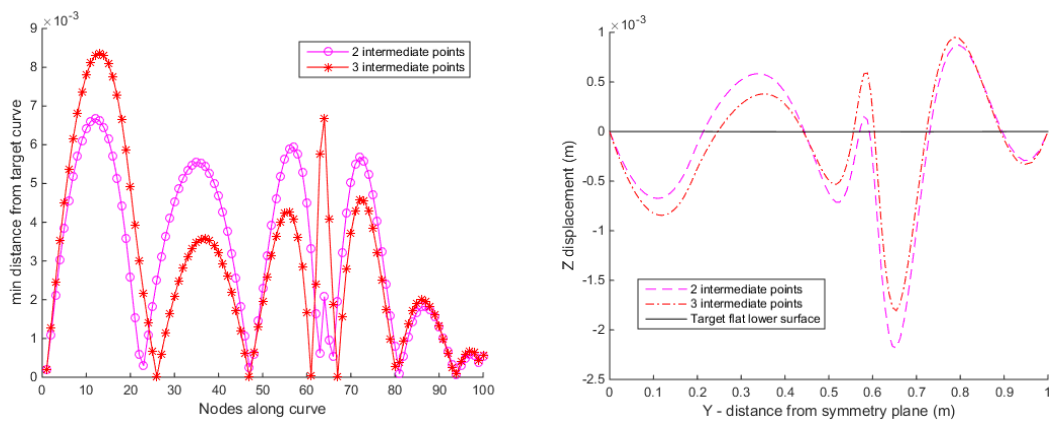 ×10⁻³
9
8
7
6
5
4
3
2
1
0
min distance from target curve
2 intermediate points
3 intermediate points
0 10 20 30 40 50 60 70 80 90 100
Nodes along curve
×10⁻³
1
0.5
0
-0.5
-1
-1.5
-2
-2.5
Z displacement (m)
2 intermediate points
3 intermediate points
Target flat lower surface
0 0.1 0.2 0.3 0.4 0.5 0.6 0.7 0.8 0.9 1
Y - distance from symmetry plane (m)